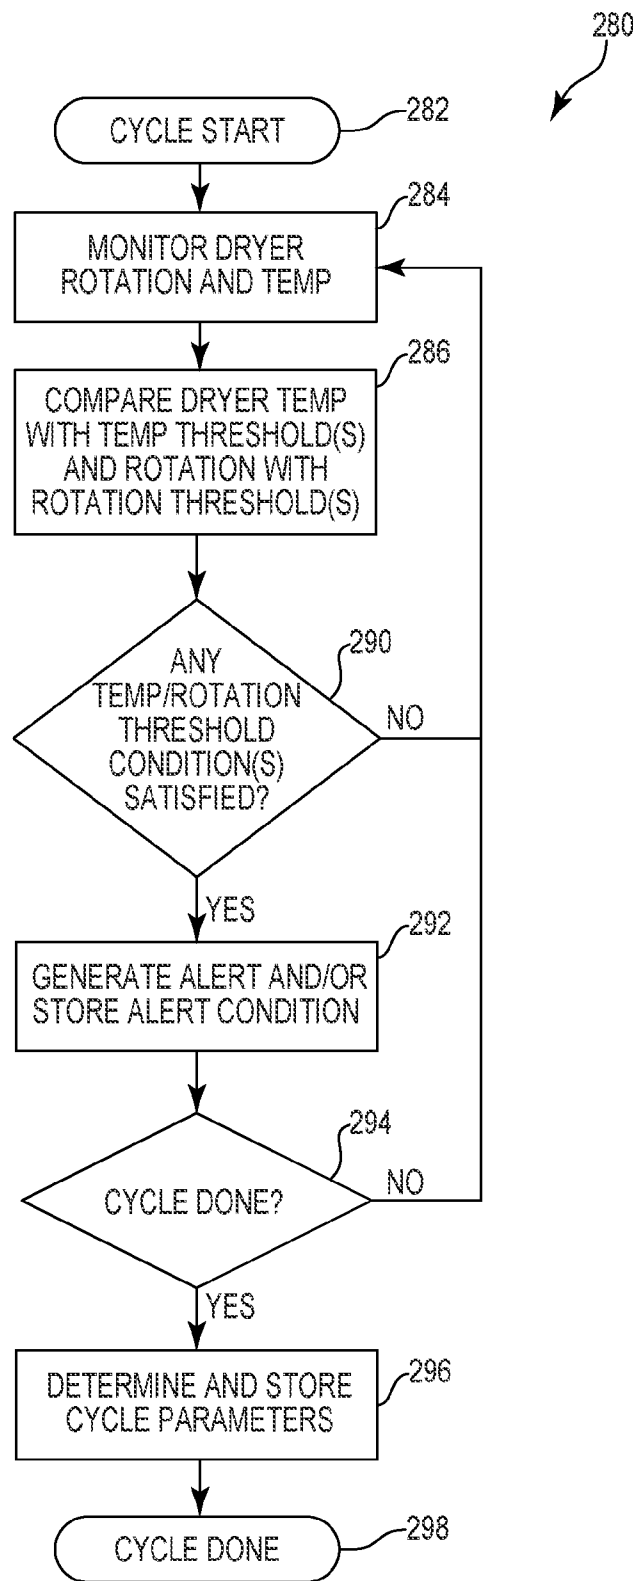 280
CYCLE START
282
284
MONITOR DRYER
ROTATION AND TEMP
286
COMPARE DRYER TEMP
WITH TEMP THRESHOLD(S)
AND ROTATION WITH
ROTATION THRESHOLD(S)
290
ANY
TEMP/ROTATION
THRESHOLD
CONDITION(S)
SATISFIED?
NO
YES
292
GENERATE ALERT AND/OR
STORE ALERT CONDITION
294
CYCLE DONE?
NO
YES
296
DETERMINE AND STORE
CYCLE PARAMETERS
CYCLE DONE
298